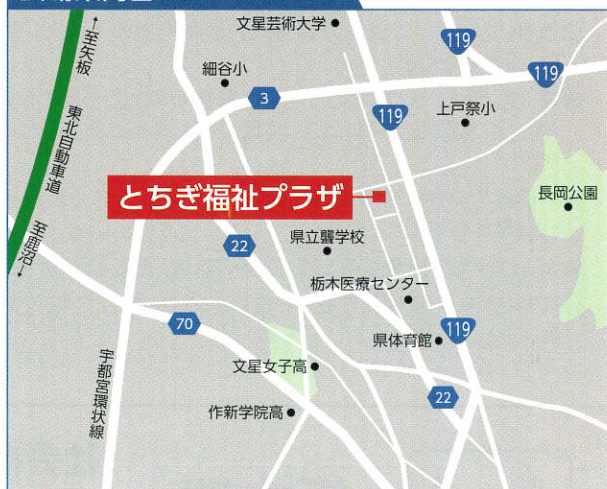 文星芸術大学
119
←至矢板
細谷小
119
3
119
上戸祭小
東北自動車道
とちぎ福祉プラザ
長岡公園
至鹿沼→
22
県立聾学校
栃木医療センター
70
119
県体育館
宇都宮環状線
文星女子高
22
作新学院高